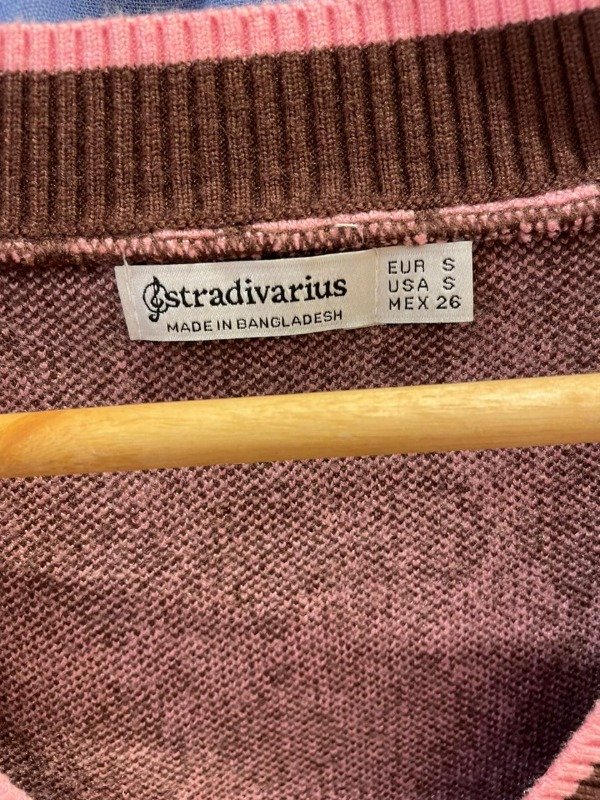 stradivarius
MADE IN BANGLADESH
EUR S
USA S
MEX 26